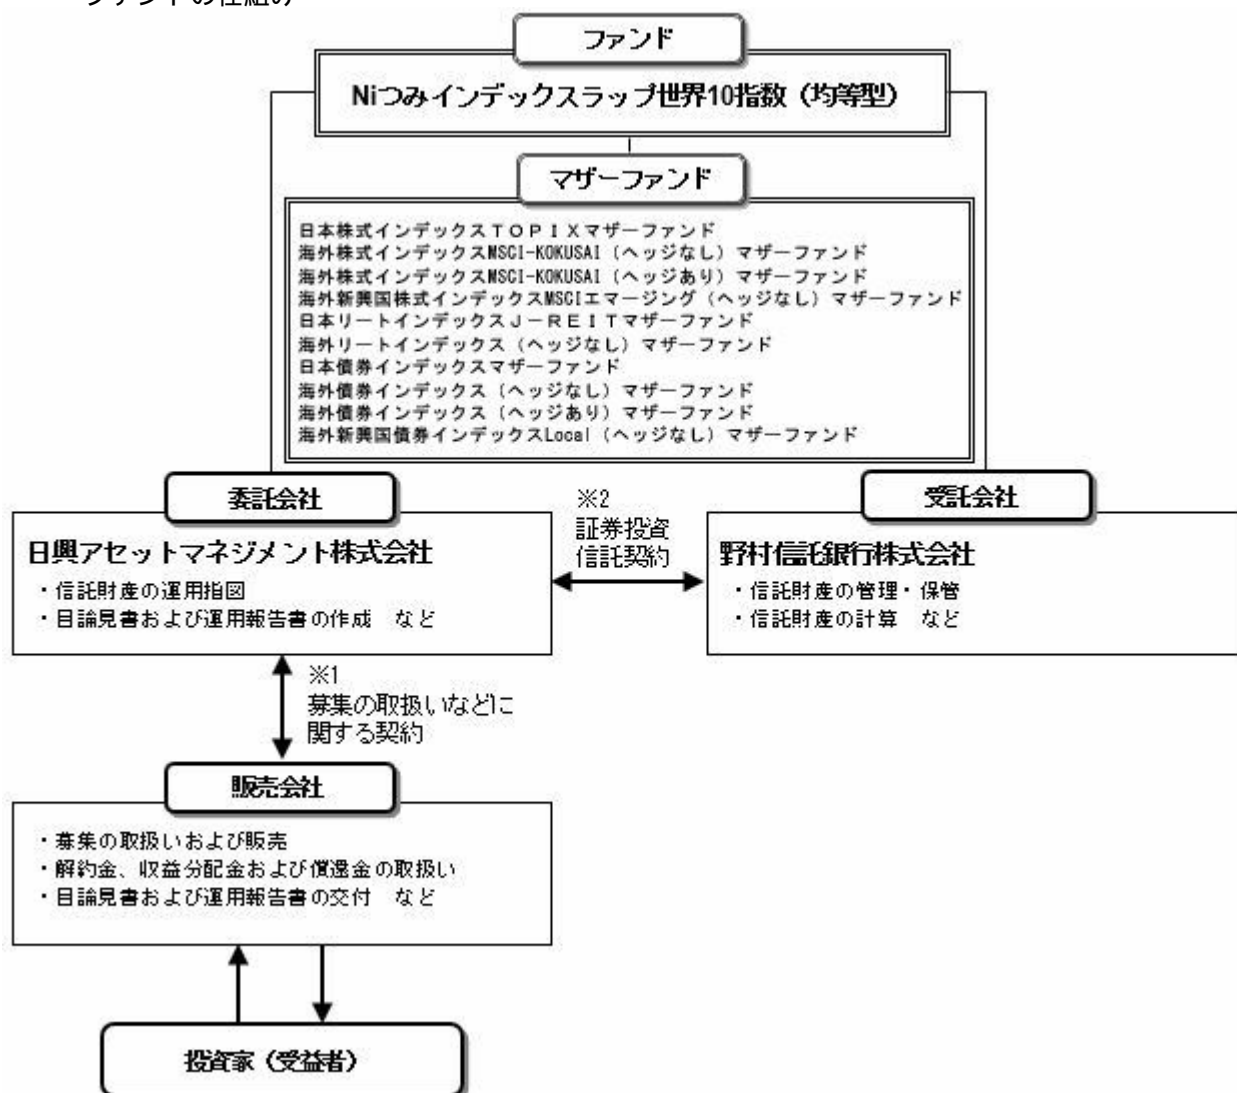 ファンドの仕組み
ファンド
Niつみインデックスラップ世界10指数（均等型）
マザーファンド
日本株式インデックスＴＯＰＩＸマザーファンド
海外株式インデックスMSCI-KOKUSAI（ヘッジなし）マザーファンド
海外株式インデックスMSCI-KOKUSAI（ヘッジあり）マザーファンド
海外新興国株式インデックスMSCIエマージング（ヘッジなし）マザーファンド
日本リートインデックスＪ－ＲＥＩＴマザーファンド
海外リートインデックス（ヘッジなし）マザーファンド
日本債券インデックスマザーファンド
海外債券インデックス（ヘッジなし）マザーファンド
海外債券インデックス（ヘッジあり）マザーファンド
海外新興国債券インデックスLocal（ヘッジなし）マザーファンド
委託会社
日興アセットマネジメント株式会社
・信託財産の運用指図
・目論見書および運用報告書の作成　など
※2
証券投資
信託契約
受託会社
野村信託銀行株式会社
・信託財産の管理・保管
・信託財産の計算　など
※1
募集の取扱いなどに
関する契約
販売会社
・募集の取扱いおよび販売
・解約金、収益分配金および償還金の取扱い
・目論見書および運用報告書の交付　など
投資家（受益者）